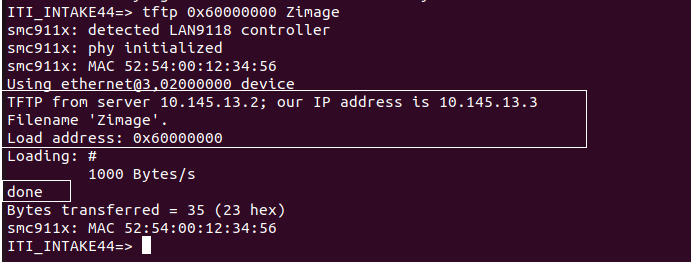 ITI_INTAKE44=> tftp 0x60000000 Zimage
smc911x: detected LAN9118 controller
smc911x: phy initialized
smc911x: MAC 52:54:00:12:34:56
Using ethernet@3,02000000 device
TFTP from server 10.145.13.2; our IP address is 10.145.13.3
Filename 'Zimage'.
Load address: 0x60000000
Loading: #
         1000 Bytes/s
done
Bytes transferred = 35 (23 hex)
smc911x: MAC 52:54:00:12:34:56
ITI_INTAKE44=>